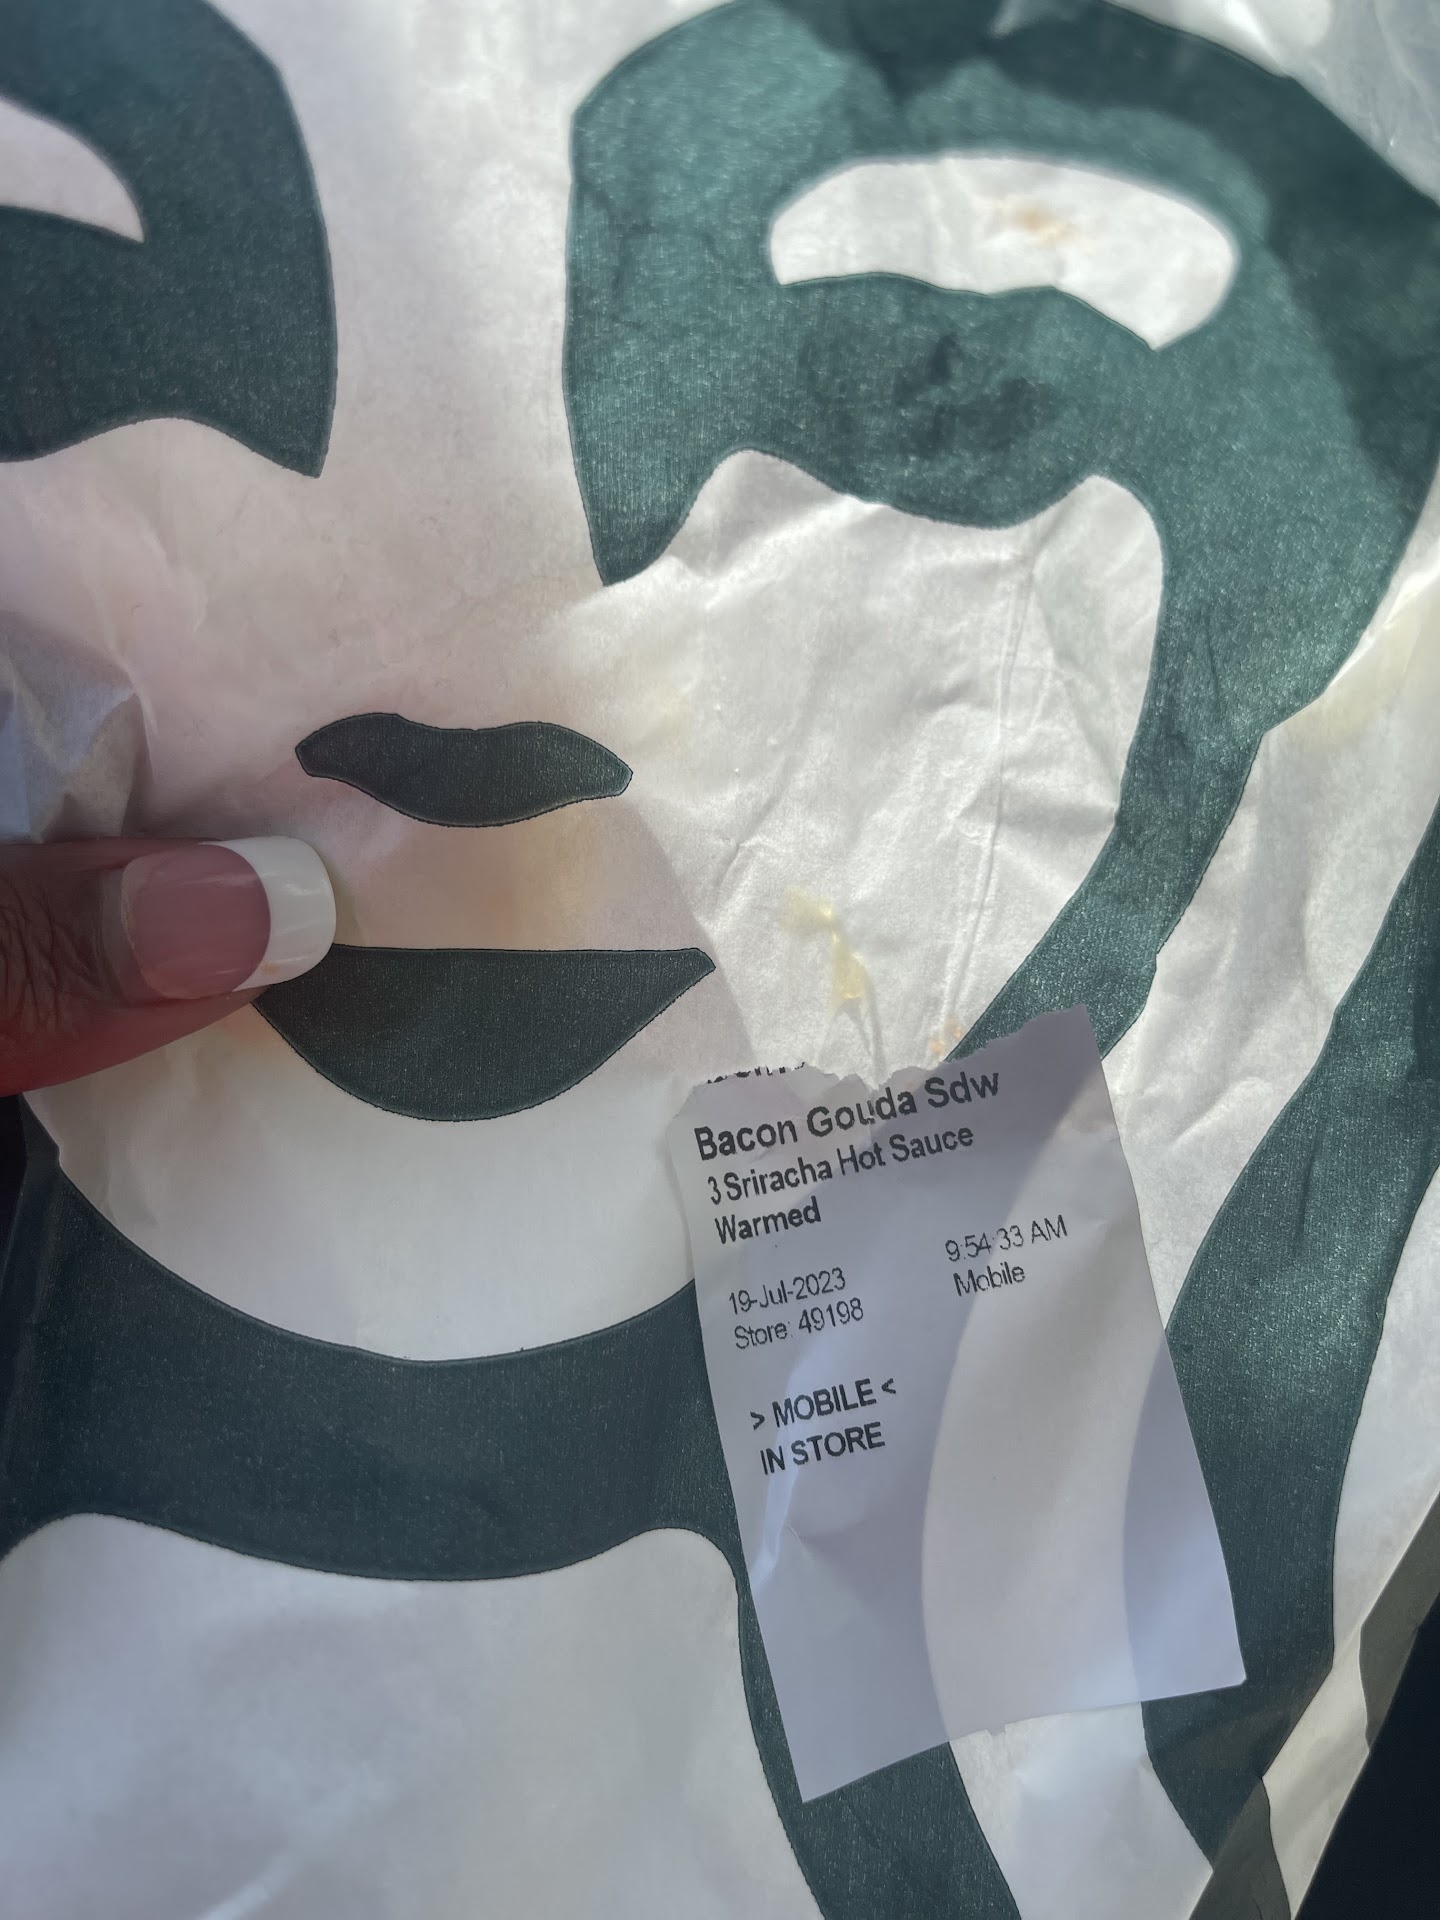 Bacon Gouda Sdw
3 Sriracha Hot Sauce
Warmed
19-Jul-2023 9:54:33 AM
Store: 49198 Mobile
> MOBILE <
IN STORE